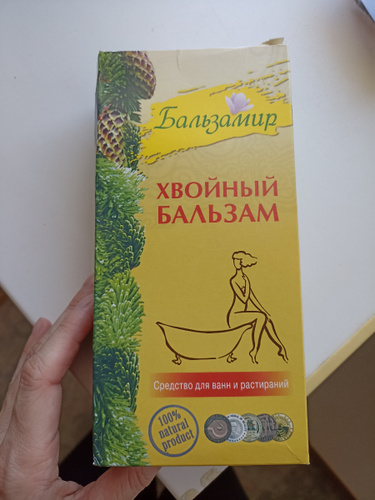 Бальзамир
ХВОЙНЫЙ
БАЛЬЗАМ
Средство для ванн и растираний
100%
natural
product